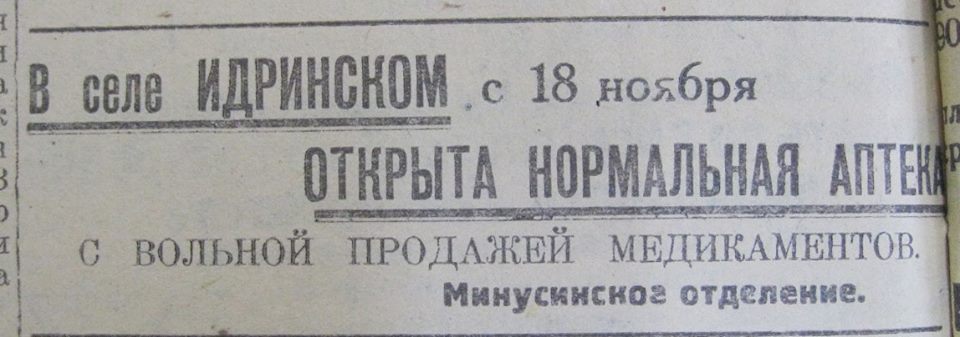 В селе ИДРИНСКОМ с 18 ноября
ОТКРЫТА НОРМАЛЬНАЯ АПТЕКА
С ВОЛЬНОЙ ПРОДАЖЕЙ МЕДИКАМЕНТОВ.
Минусинское отделение.